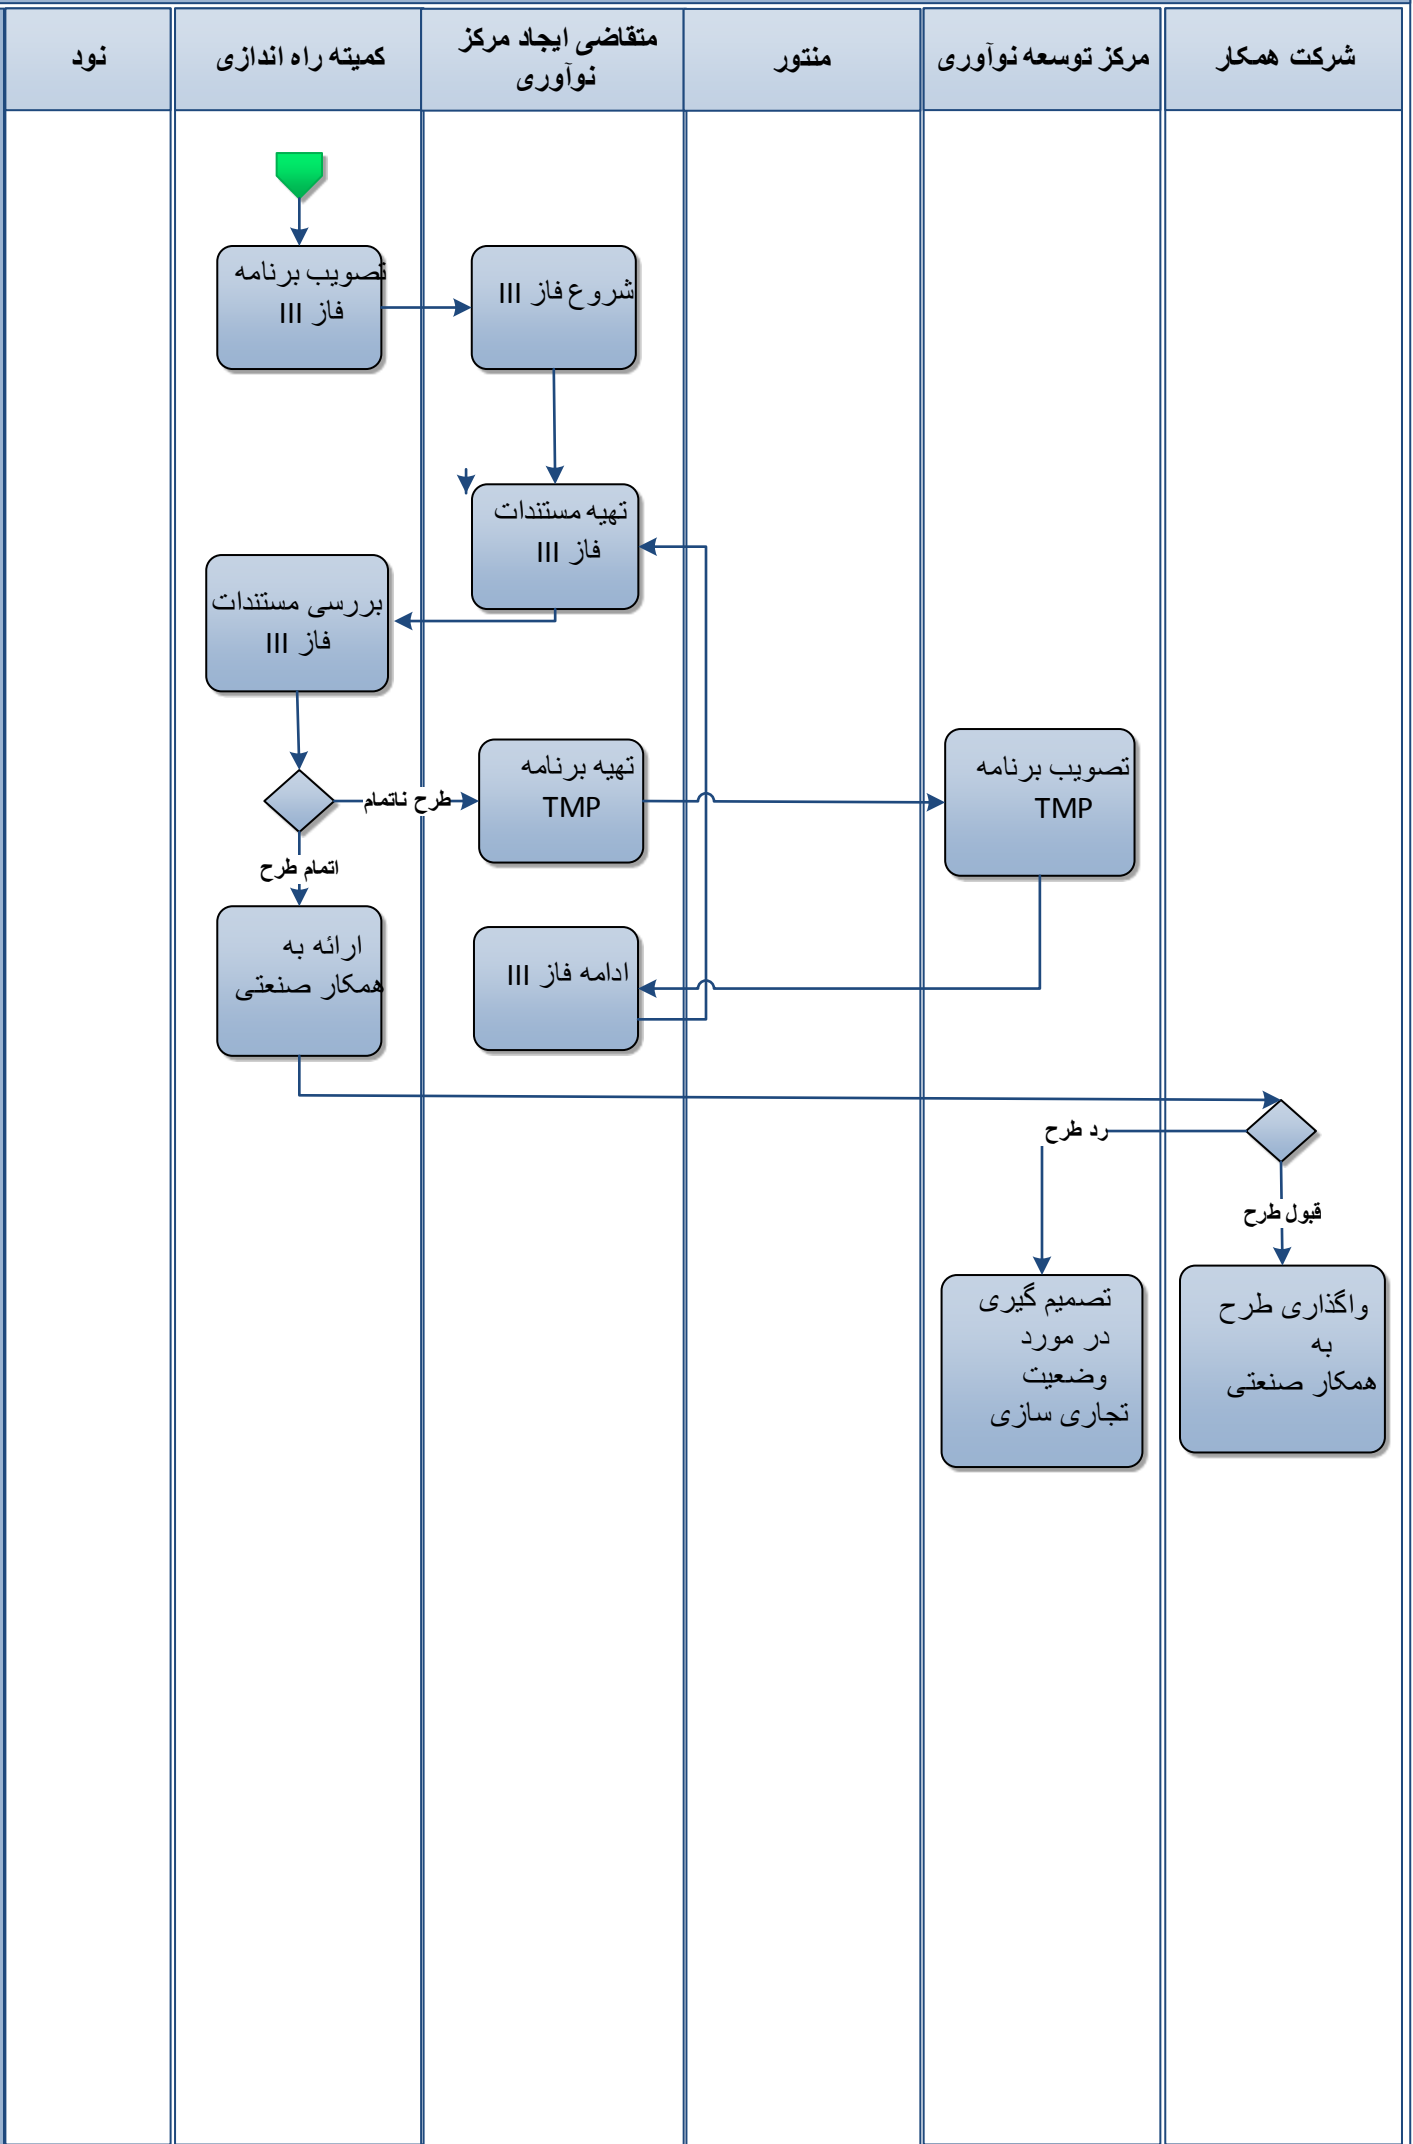 شرکت همکار
مرکز توسعه نوآوری
منتور
متقاضی ایجاد مرکز
نوآوری
کمیته راه اندازی
نود
تصویب برنامه
فاز III
شروع فاز III
تهیه مستندات
فاز III
بررسی مستندات
فاز III
طرح ناتمام
تهیه برنامه
TMP
تصویب برنامه
TMP
اتمام طرح
ارائه به
همکار صنعتی
ادامه فاز III
رد طرح
قبول طرح
تصمیم گیری
در مورد
وضعیت
تجاری سازی
واگذاری طرح
به
همکار صنعتی